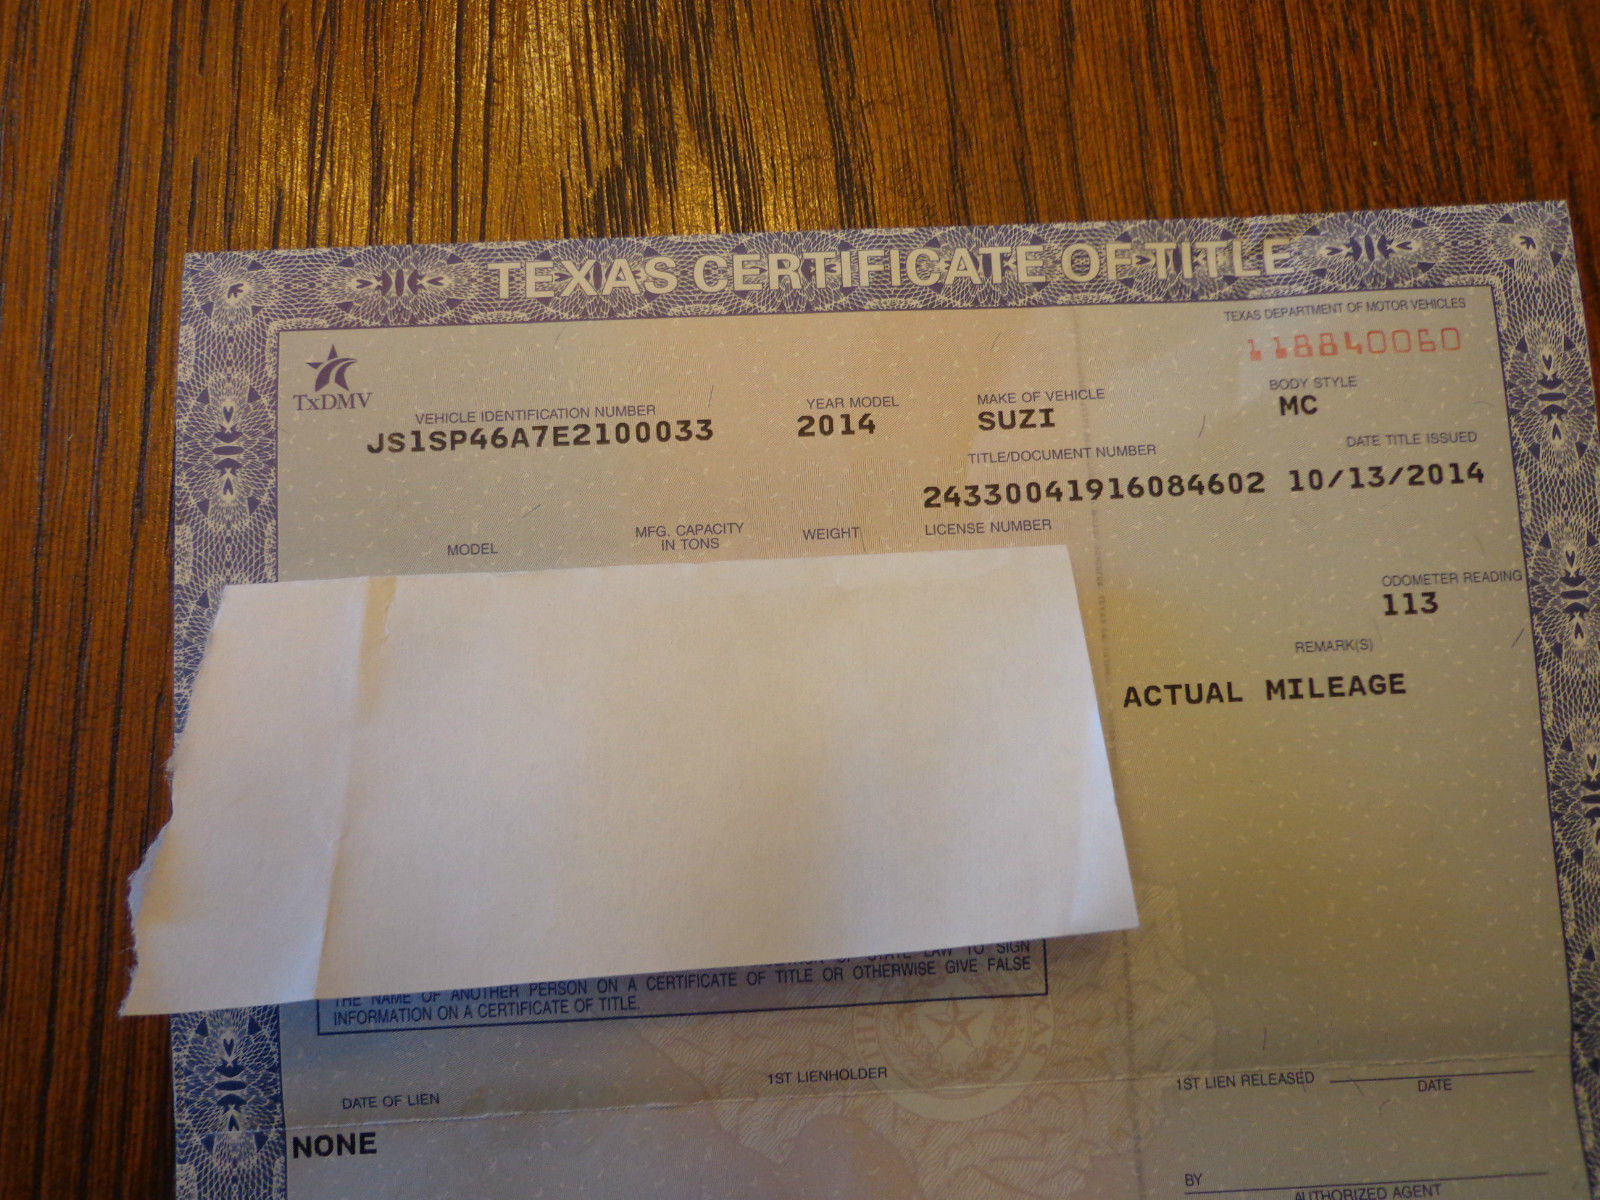 TEXAS CERTIFICATE OF TITLE
TEXAS DEPARTMENT OF MOTOR VEHICLES
118840060
TxDMV
VEHICLE IDENTIFICATION NUMBER
JS1SP46A7E2100033
YEAR MODEL
2014
MAKE OF VEHICLE
SUZI
BODY STYLE
MC
TITLE/DOCUMENT NUMBER
24330041916084602
DATE TITLE ISSUED
10/13/2014
MODEL
MFG. CAPACITY
IN TONS
WEIGHT
LICENSE NUMBER
ODOMETER READING
113
REMARK(S)
ACTUAL MILEAGE
OF STATE LAW TO SIGN
THE NAME OF ANOTHER PERSON ON A CERTIFICATE OF TITLE OR OTHERWISE GIVE FALSE
INFORMATION ON A CERTIFICATE OF TITLE.
DATE OF LIEN
1ST LIENHOLDER
1ST LIEN RELEASED
DATE
NONE
BY
AUTHORIZED AGENT